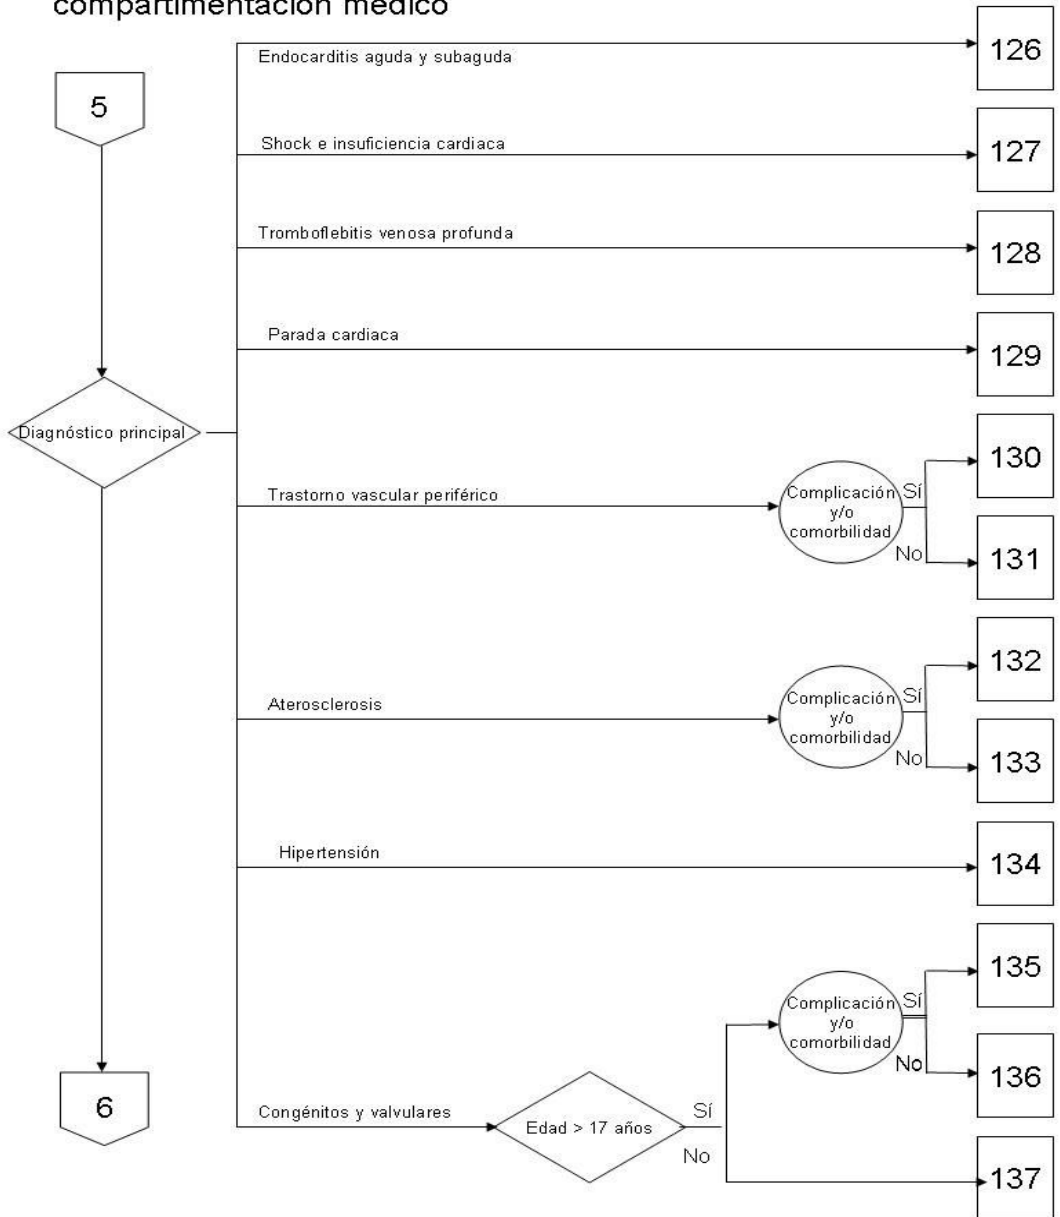 compartimentación médico
5
Endocarditis aguda y subaguda
126
Shock e insuficiencia cardiaca
127
Tromboflebitis venosa profunda
128
Parada cardiaca
129
Diagnóstico principal
Trastorno vascular periférico
Complicación
y/o
comorbilidad
Sí
No
130
131
Aterosclerosis
Complicación
y/o
comorbilidad
Sí
No
132
133
Hipertensión
134
Congénitos y valvulares
Edad > 17 años
Sí
No
Complicación
y/o
comorbilidad
Sí
No
135
136
137
6